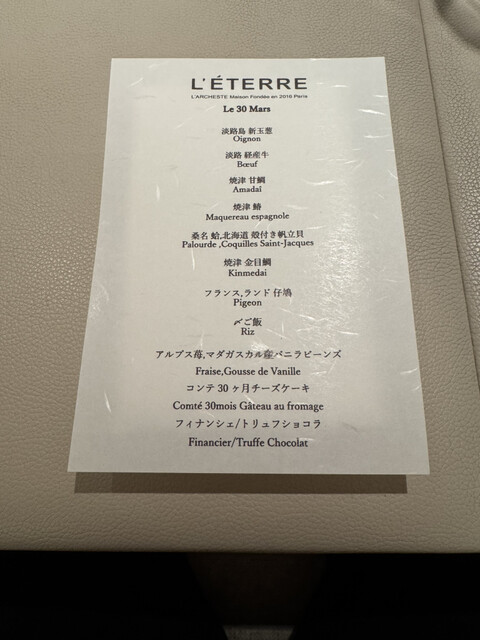 L'ÉTERRE
L'ARCHESTE Maison Fondés en 2016 Paris
Le 30 Mars
淡路島 新玉葱
Oignon
淡路 経産牛
Bœuf
焼津 甘鯛
Amadai
焼津 鰆
Maquereau espagnole
桑名 蛤,北海道 殻付き帆立貝
Palourde ,Coquilles Saint-Jacques
焼津 金目鯛
Kinmedai
フランス,ランド 仔鳩
Pigeon
〆ご飯
Riz
アルプス苺,マダガスカル産バニラビーンズ
Fraise,Gousse de Vanille
コンテ 30 ヶ月チーズケーキ
Comté 30mois Gâteau au fromage
フィナンシェ/トリュフショコラ
Financier/Truffe Chocolat